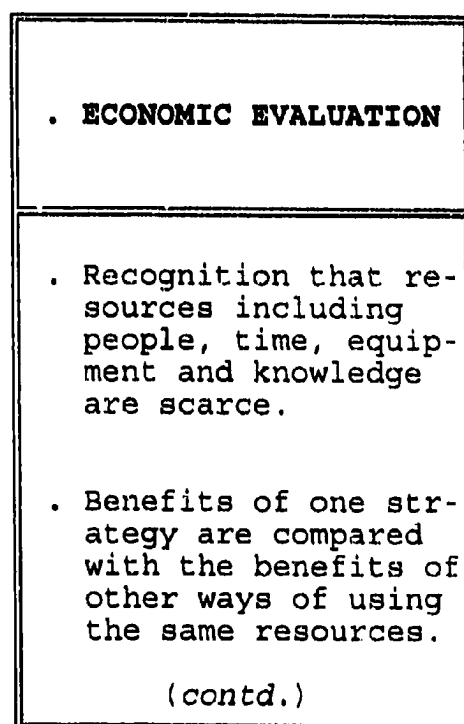 . ECONOMIC EVALUATION
. Recognition that re-
sources including
people, time, equip-
ment and knowledge
are scarce.
. Benefits of one str-
ategy are compared
with the benefits of
other ways of using
the same resources.
(contd.)